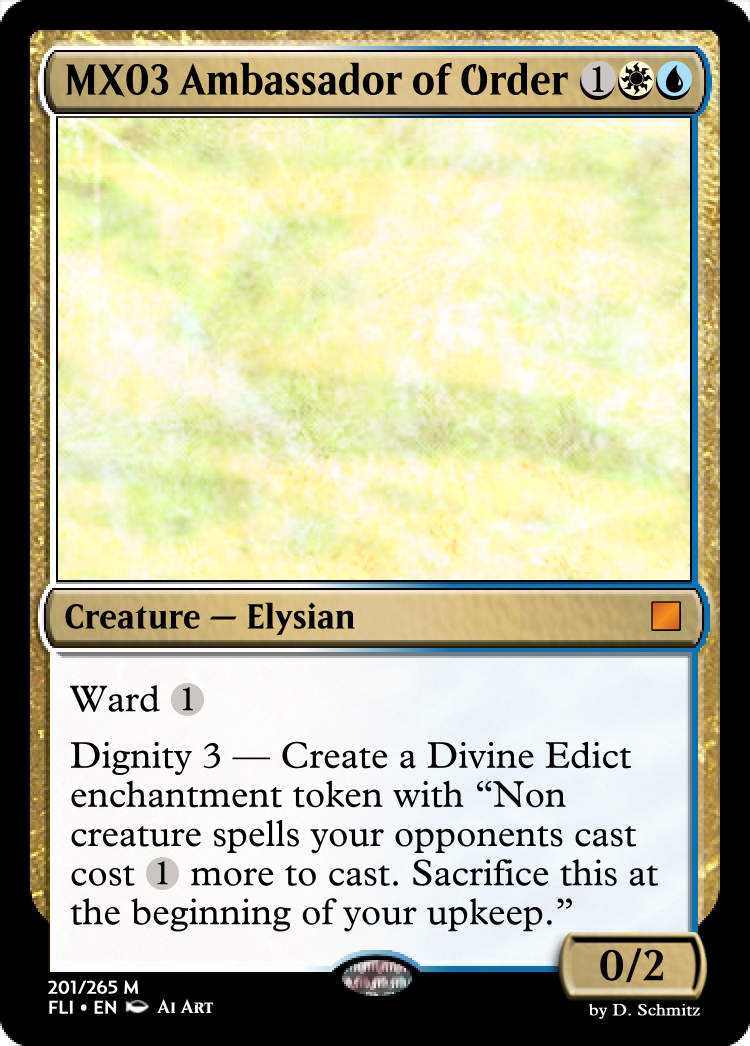 MX03 Ambassador of Order 1
Creature — Elysian
Ward 1
Dignity 3 — Create a Divine Edict
enchantment token with “Non
creature spells your opponents cast
cost 1 more to cast. Sacrifice this at
the beginning of your upkeep.”
0/2
201/265 M
FLI • EN AI ART
by D. Schmitz